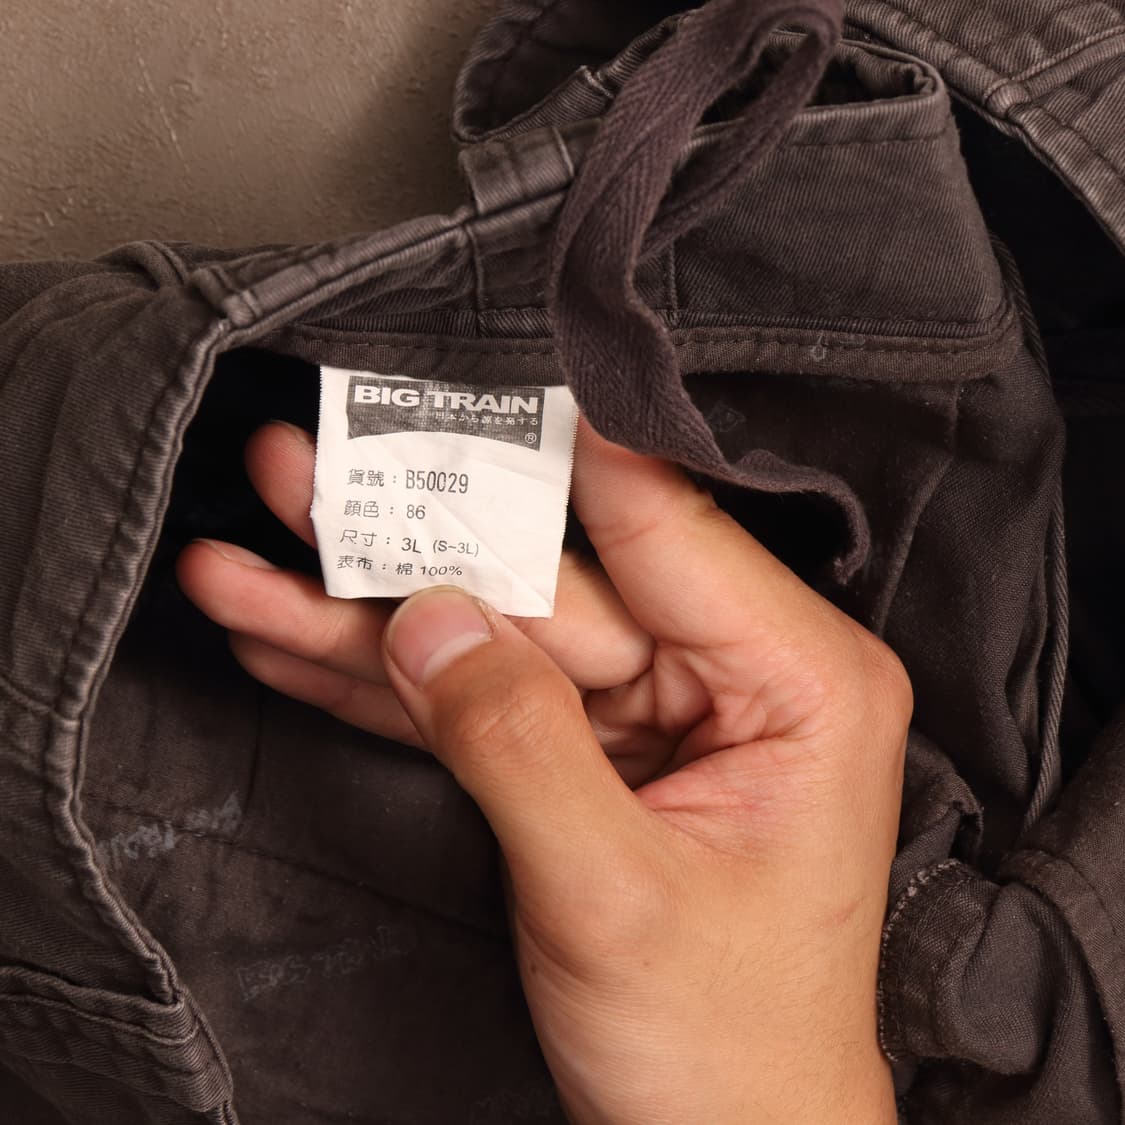 BIG TRAIN
日本から源を発する
®
貨號：B50029
顏色：86
尺寸：3L (S~3L)
表布：棉 100%